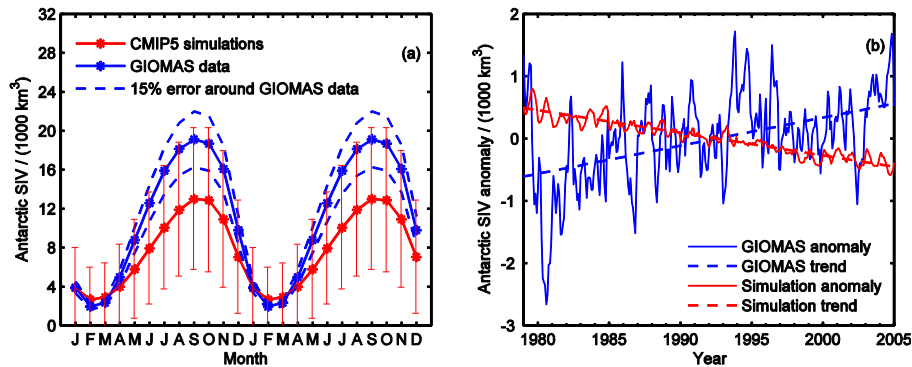 32
28
24
20
16
12
8
4
0
Antarctic SIV / (1000 km³)
CMIP5 simulations
GIOMAS data
15% error around GIOMAS data
(a)
J F M A M J J A S O N D J F M A M J J A S O N D
Month
2
1
0
-1
-2
-3
Antarctic SIV anomaly / (1000 km³)
(b)
GIOMAS anomaly
GIOMAS trend
Simulation anomaly
Simulation trend
1980 1985 1990 1995 2000 2005
Year